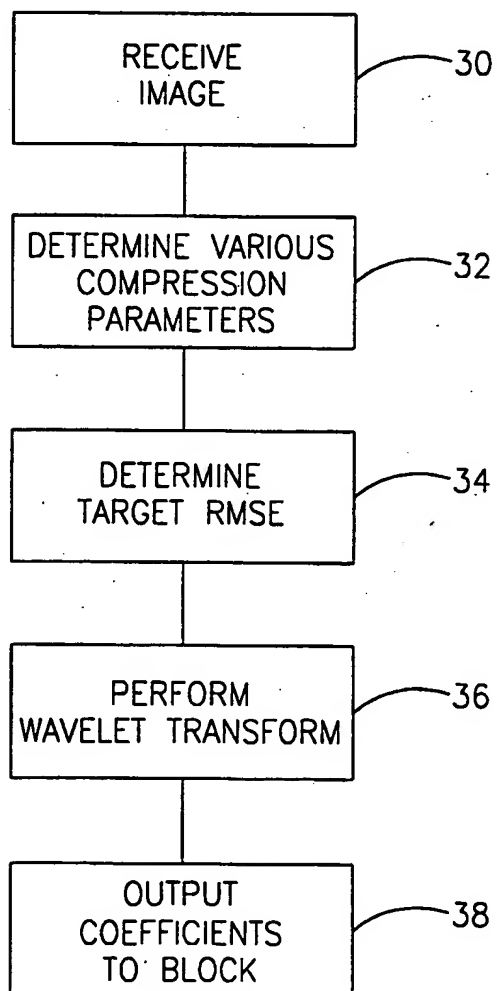 RECEIVE
IMAGE
30
DETERMINE VARIOUS
COMPRESSION
PARAMETERS
32
DETERMINE
TARGET RMSE
34
PERFORM
WAVELET TRANSFORM
36
OUTPUT
COEFFICIENTS
TO BLOCK
38